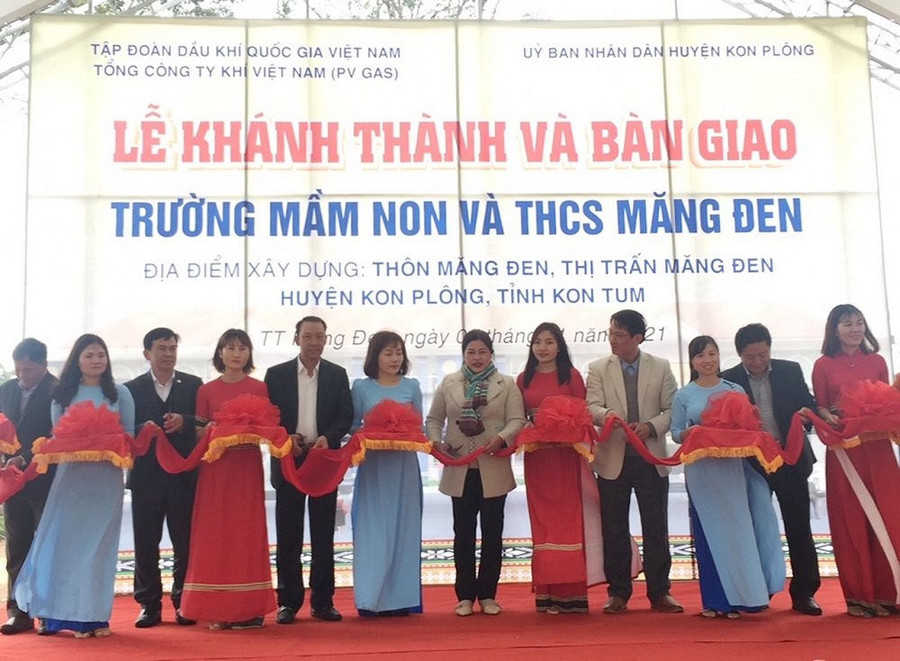 TẬP ĐOÀN DẦU KHÍ QUỐC GIA VIỆT NAM
TỔNG CÔNG TY KHÍ VIỆT NAM (PV GAS)
UỶ BAN NHÂN DÂN HUYỆN KON PLÔNG
LỄ KHÁNH THÀNH VÀ BÀN GIAO
TRƯỜNG MẦM NON VÀ THCS MĂNG ĐEN
ĐỊA ĐIỂM XÂY DỰNG: THÔN MĂNG ĐEN, THỊ TRẤN MĂNG ĐEN
HUYỆN KON PLÔNG, TỈNH KON TUM
TT ngày năm